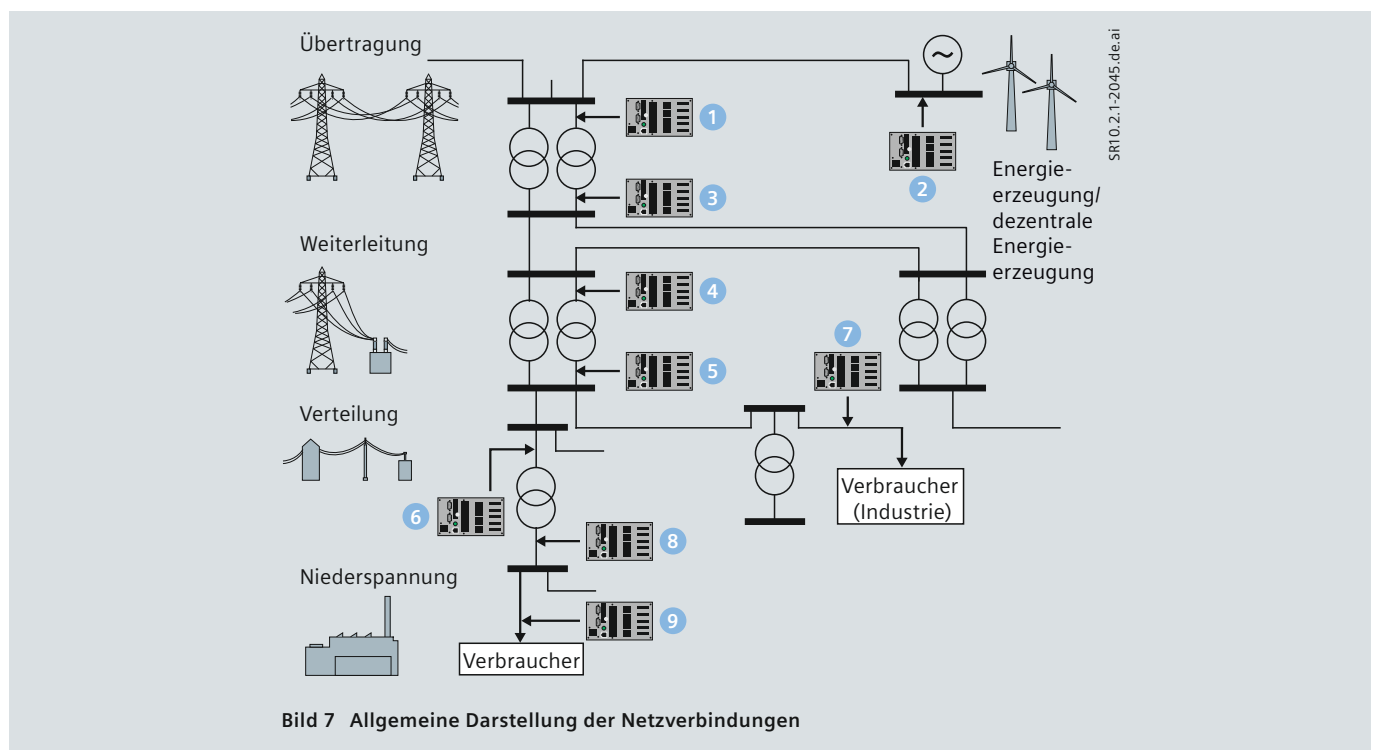 Übertragung
~
SR10.2.1-2045.de.ai
1
2
Energie-
erzeugung/
dezentrale
Energie-
erzeugung
3
Weiterleitung
4
7
5
Verteilung
Verbraucher
(Industrie)
6
8
Niederspannung
9
Verbraucher
Bild 7 Allgemeine Darstellung der Netzverbindungen